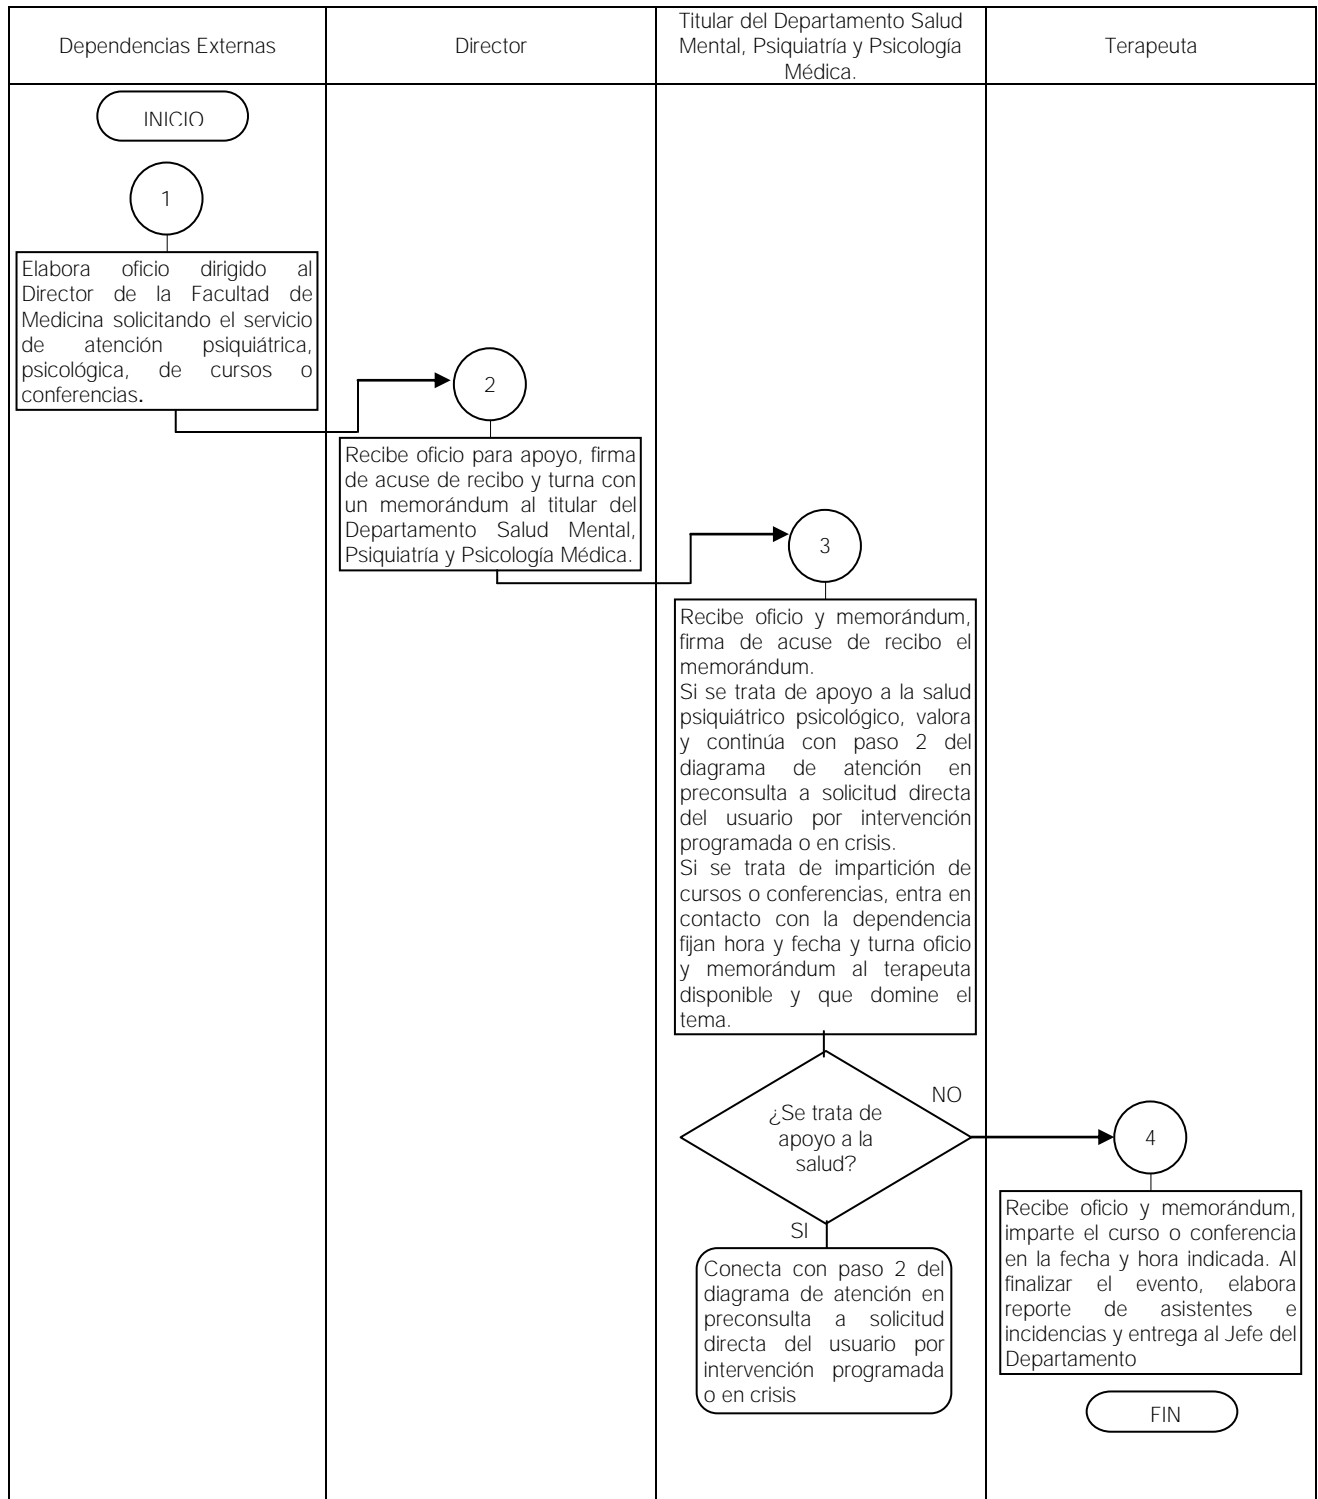 Dependencias Externas
Director
Titular del Departamento Salud
Mental, Psiquiatría y Psicología
Médica.
Terapeuta
INICIO
1
Elabora oficio dirigido al
Director de la Facultad de
Medicina solicitando el servicio
de atención psiquiátrica,
psicológica, de cursos o
conferencias.
2
Recibe oficio para apoyo, firma
de acuse de recibo y turna con
un memorándum al titular del
Departamento Salud Mental,
Psiquiatría y Psicología Médica.
3
Recibe oficio y memorándum,
firma de acuse de recibo el
memorándum.
Si se trata de apoyo a la salud
psiquiátrico psicológico, valora
y continúa con paso 2 del
diagrama de atención en
preconsulta a solicitud directa
del usuario por intervención
programada o en crisis.
Si se trata de impartición de
cursos o conferencias, entra en
contacto con la dependencia
fijan hora y fecha y turna oficio
y memorándum al terapeuta
disponible y que domine el
tema.
¿Se trata de
apoyo a la
salud?
NO
SI
Conecta con paso 2 del
diagrama de atención en
preconsulta a solicitud
directa del usuario por
intervención programada
o en crisis
4
Recibe oficio y memorándum,
imparte el curso o conferencia
en la fecha y hora indicada. Al
finalizar el evento, elabora
reporte de asistentes e
incidencias y entrega al Jefe del
Departamento
FIN